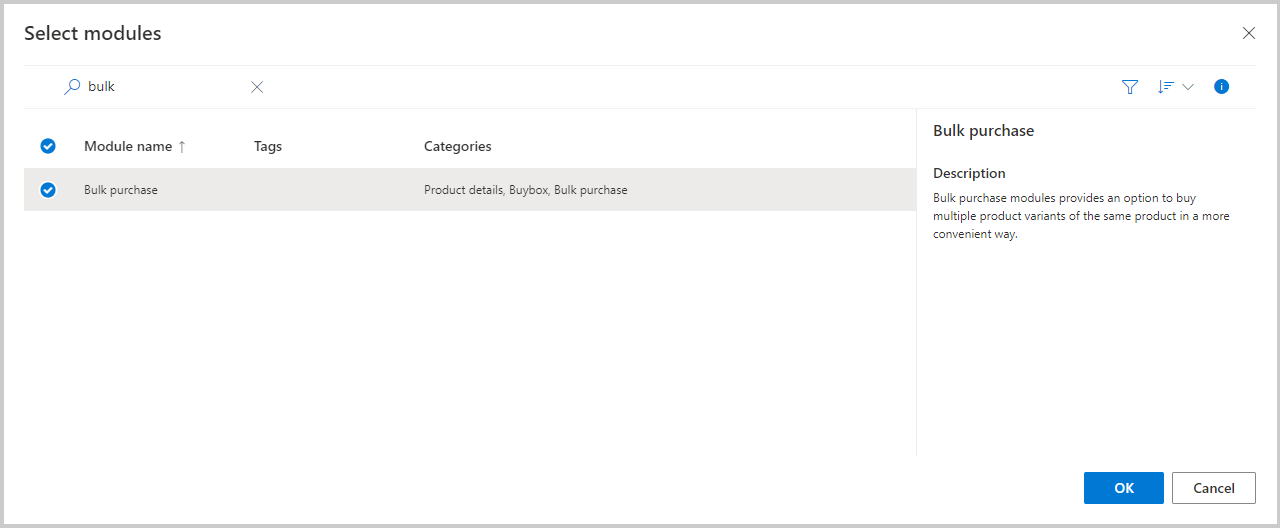 Select modules
bulk
Module name ↑ Tags Categories
Bulk purchase Product details, Buybox, Bulk purchase
Bulk purchase
Description
Bulk purchase modules provides an option to buy
multiple product variants of the same product in a more
convenient way.
OK Cancel